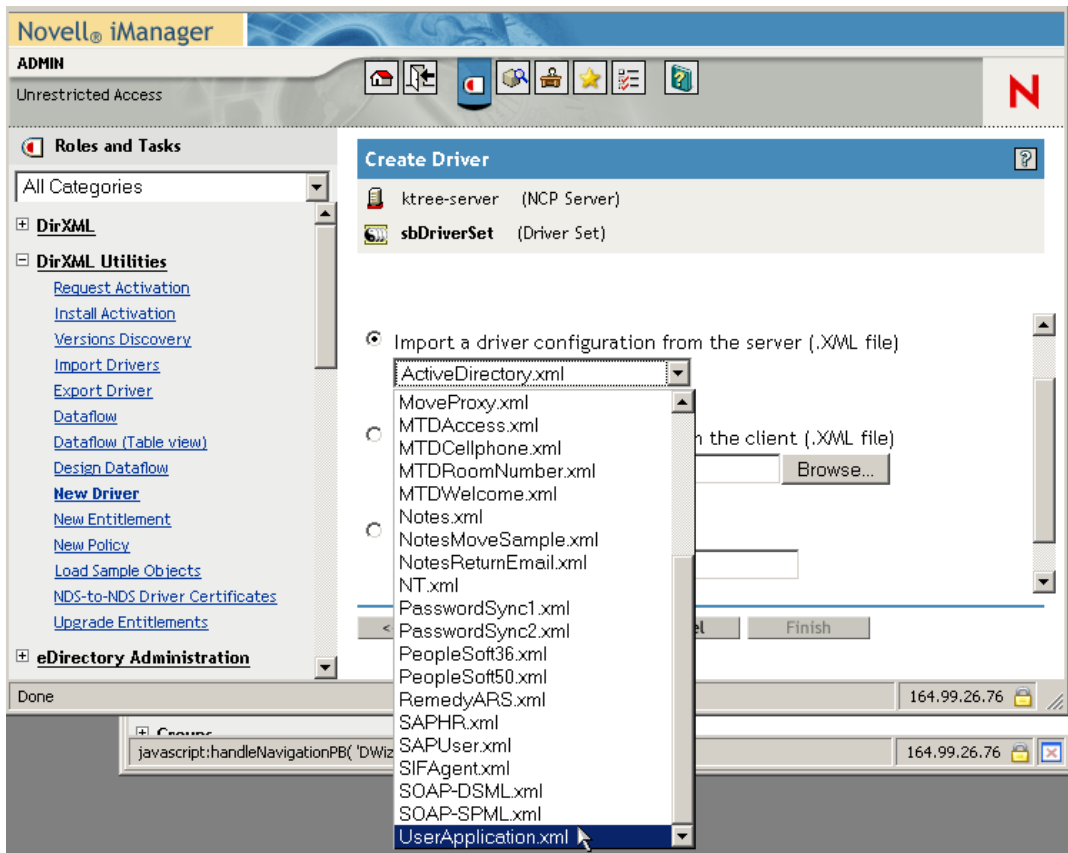 Novell® iManager
ADMIN
Unrestricted Access
N
Roles and Tasks
All Categories
DirXML
DirXML Utilities
Request Activation
Install Activation
Versions Discovery
Import Drivers
Export Driver
Dataflow
Dataflow (Table view)
Design Dataflow
New Driver
New Entitlement
New Policy
Load Sample Objects
NDS-to-NDS Driver Certificates
Upgrade Entitlements
eDirectory Administration
Create Driver
ktree-server (NCP Server)
sbDriverSet (Driver Set)
Import a driver configuration from the server (.XML file)
ActiveDirectory.xml
MoveProxy.xml
MTDAccess.xml
MTDCellphone.xml
MTDRoomNumber.xml
MTDWelcome.xml
Notes.xml
NotesMoveSample.xml
NotesReturnEmail.xml
NT.xml
PasswordSync1.xml
PasswordSync2.xml
PeopleSoft36.xml
PeopleSoft50.xml
RemedyARS.xml
SAPHR.xml
SAPUser.xml
SIFAgent.xml
SOAP-DSML.xml
SOAP-SPML.xml
UserApplication.xml
the client (.XML file)
Browse...
<
Finish
Done
164.99.26.76
Groups
javascript:handleNavigationPB( 'DWiz
164.99.26.76